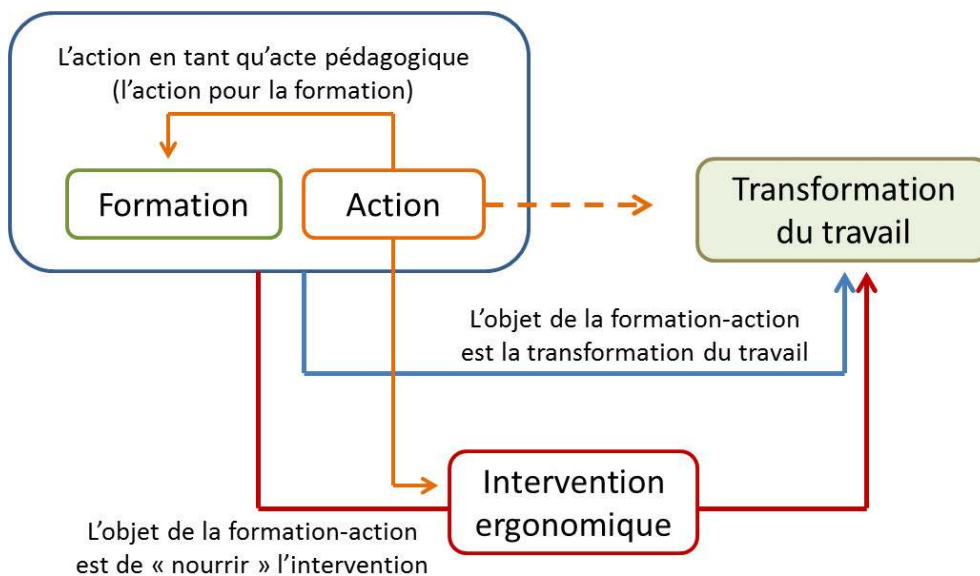 L’action en tant qu’acte pédagogique
(l’action pour la formation)
Formation
Action
Transformation
du travail
L’objet de la formation-action
est la transformation du travail
Intervention
ergonomique
L’objet de la formation-action
est de « nourrir » l’intervention